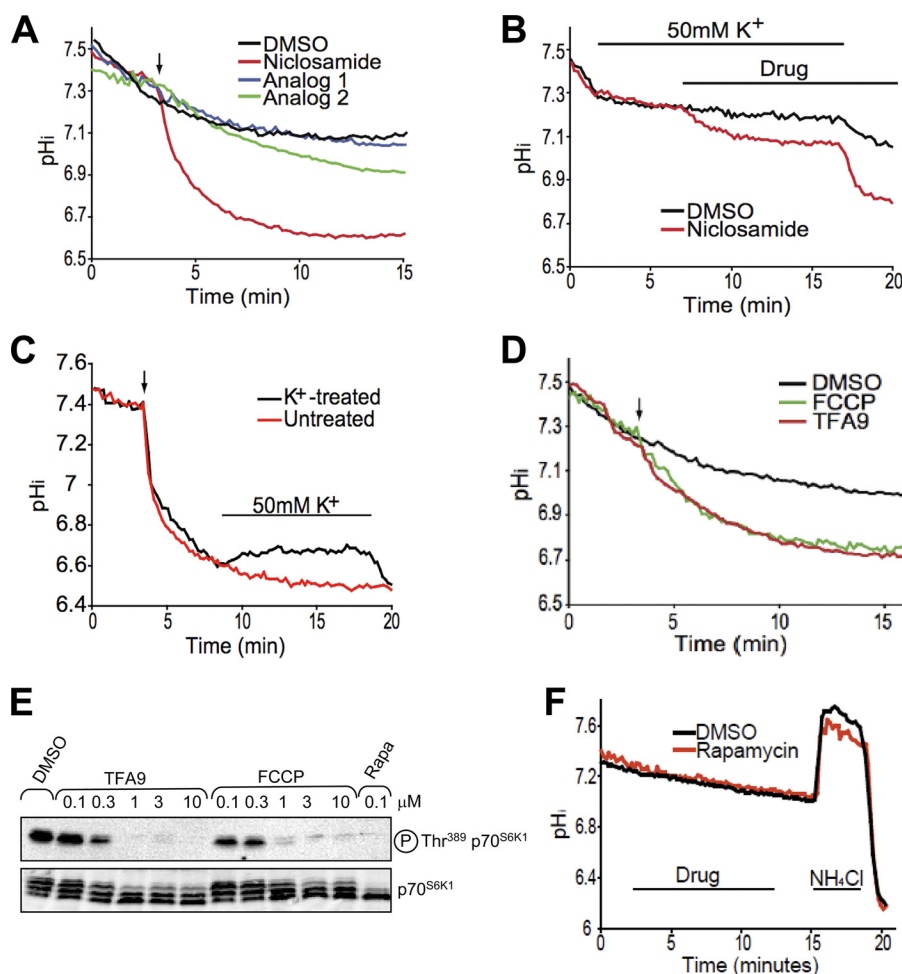 A
DMSO
Niclosamide
Analog 1
Analog 2
7.5
7.3
7.1
6.9
6.7
6.5
pHi
0 5 10 15
Time (min)
B
50mM K+
Drug
7.5
7.3
7.1
6.9
6.7
6.5
pHi
DMSO
Niclosamide
0 5 10 15 20
Time (min)
C
7.6
7.4
7.2
7
6.8
6.6
6.4
pHi
K+-treated
Untreated
50mM K+
0 5 10 15 20
Time (min)
D
DMSO
FCCP
TFA9
7.5
7.3
7.1
6.9
6.7
6.5
pHi
0 5 10 15
Time (min)
E
DMSO TFA9 FCCP Rapa
0.1 0.3 1 3 10 0.1 0.3 1 3 10 0.1 μM
P Thr389 p70S6K1
p70S6K1
F
DMSO
Rapamycin
7.6
7.2
6.6
6
pHi
Drug
NH4Cl
0 5 10 15 20
Time (minutes)